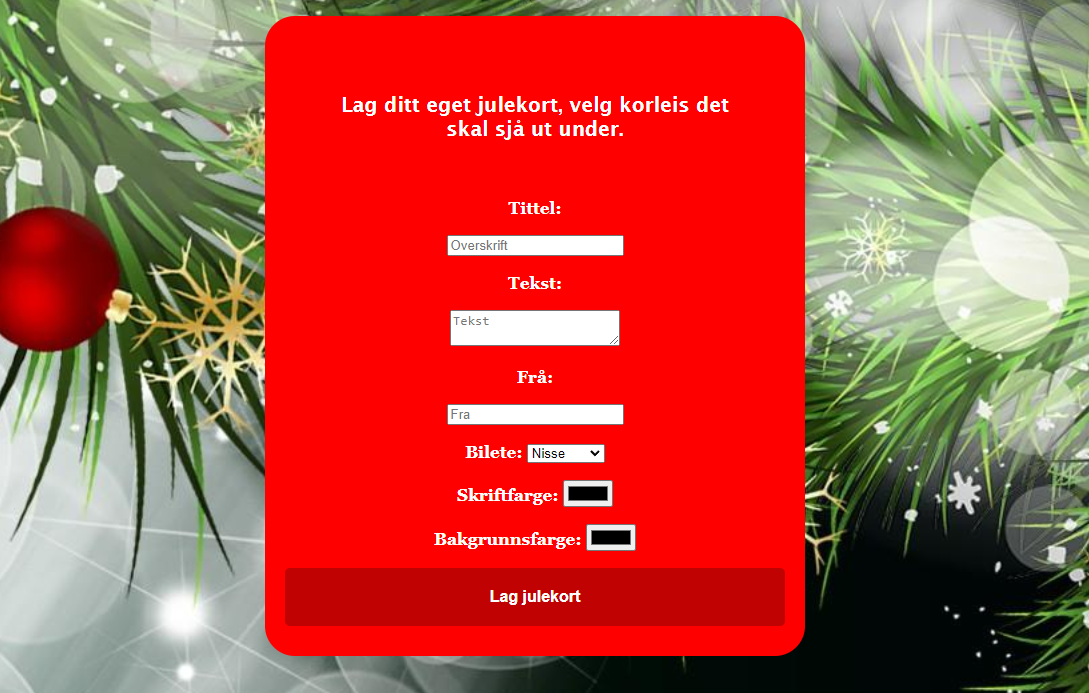 Lag ditt eget julekort, velg korleis det
skal sjå ut under.
Tittel:
Overskrift
Tekst:
Tekst
Frå:
Fra
Bilete: Nisse
Skriftfarge:
Bakgrunnsfarge:
Lag julekort